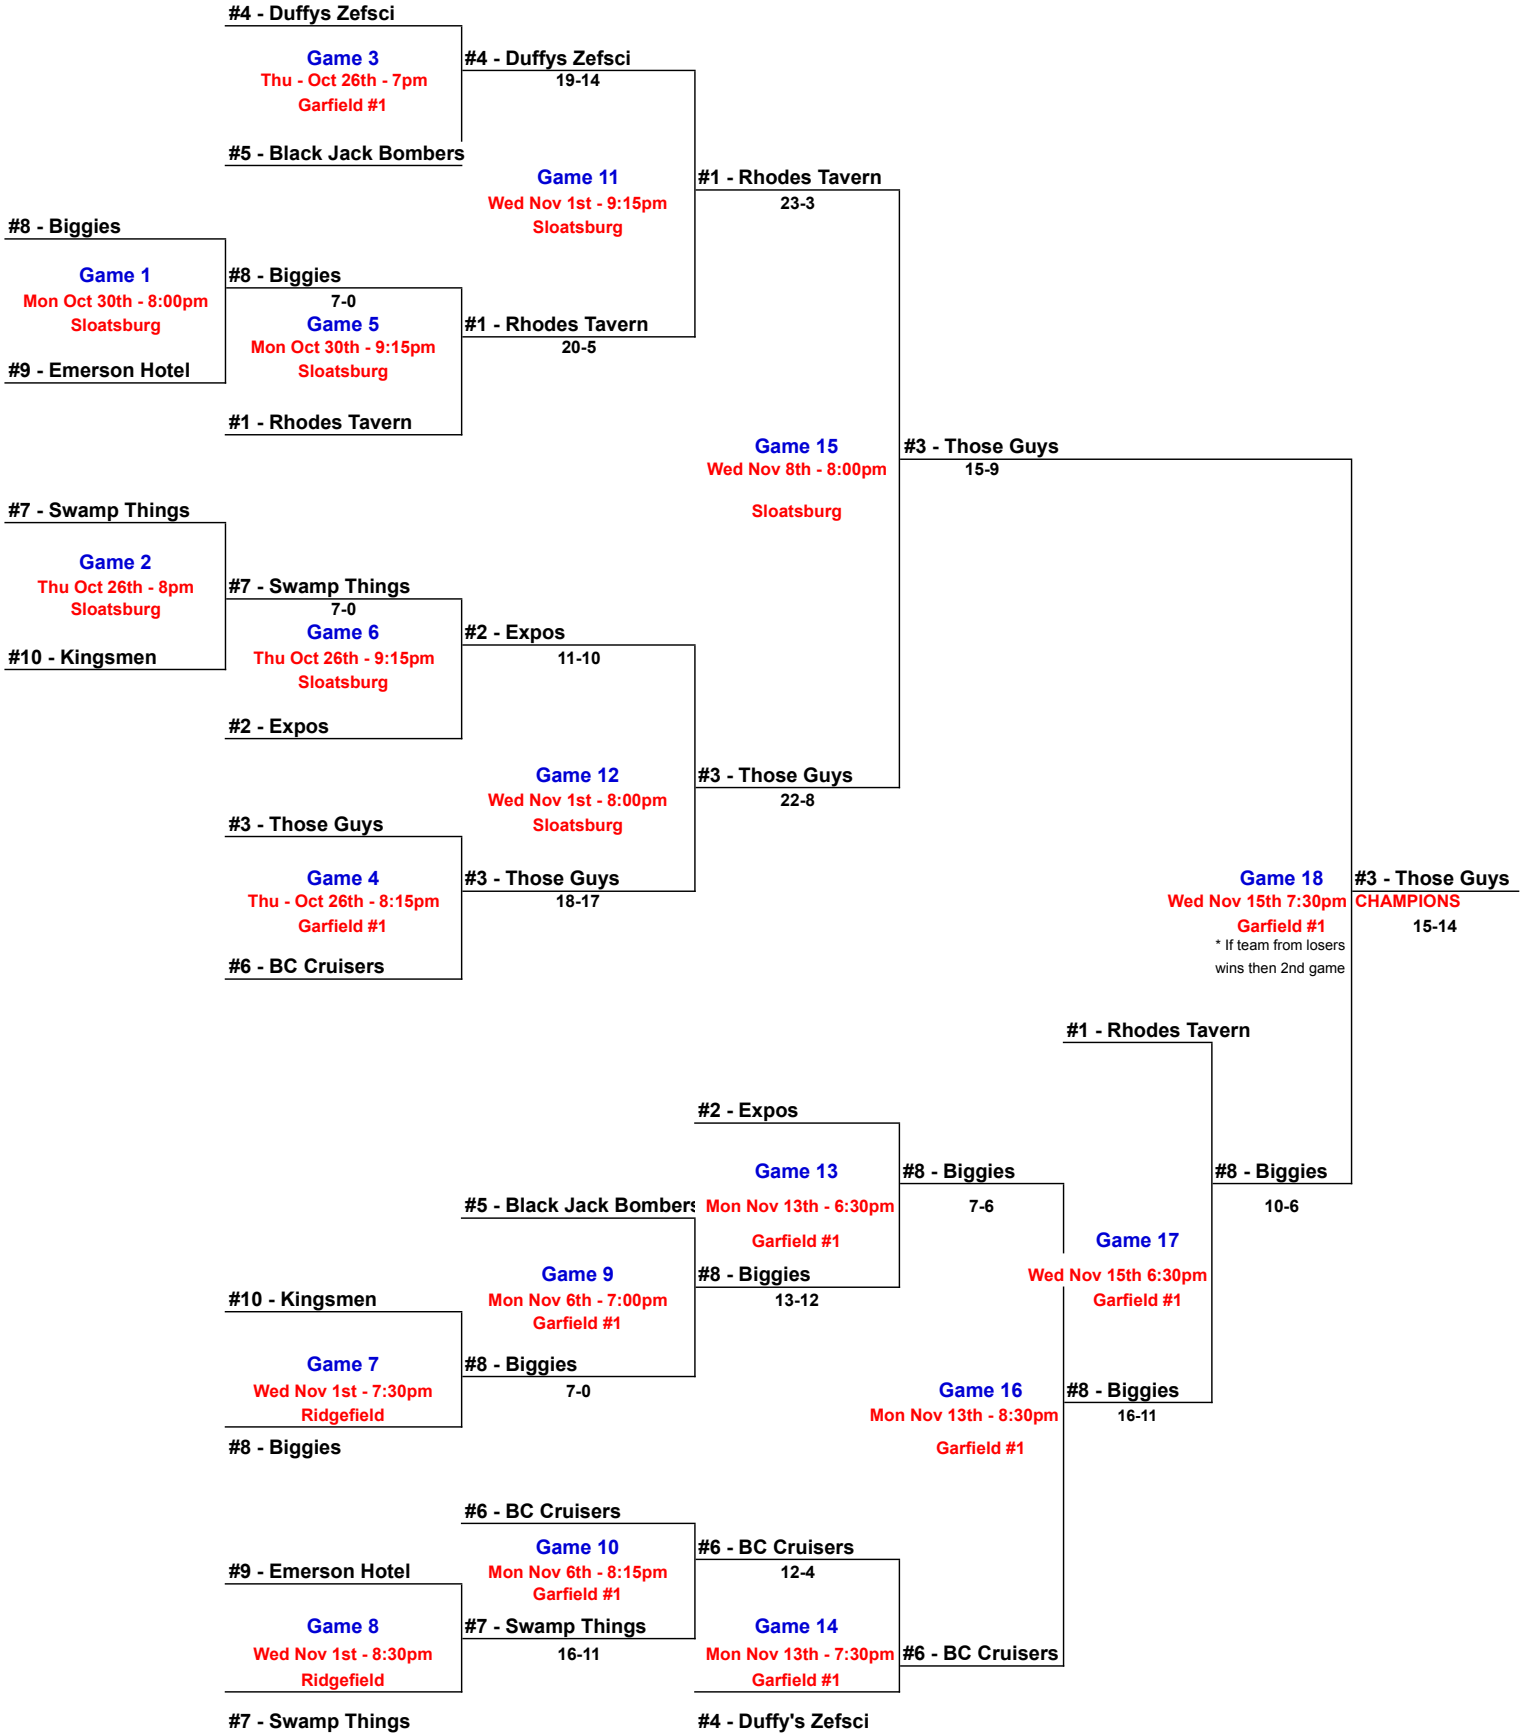 #4 - Duffys Zefsci
Game 3
Thu - Oct 26th - 7pm
Garfield #1
#4 - Duffys Zefsci
19-14
#5 - Black Jack Bombers
Game 11
Wed Nov 1st - 9:15pm
Sloatsburg
#1 - Rhodes Tavern
23-3
#8 - Biggies
Game 1
Mon Oct 30th - 8:00pm
Sloatsburg
#9 - Emerson Hotel
#8 - Biggies
7-0
Game 5
Mon Oct 30th - 9:15pm
Sloatsburg
#1 - Rhodes Tavern
20-5
#1 - Rhodes Tavern
Game 15
Wed Nov 8th - 8:00pm
Sloatsburg
#3 - Those Guys
15-9
#7 - Swamp Things
Game 2
Thu Oct 26th - 8pm
Sloatsburg
#10 - Kingsmen
#7 - Swamp Things
7-0
Game 6
Thu Oct 26th - 9:15pm
Sloatsburg
#2 - Expos
11-10
#2 - Expos
Game 12
Wed Nov 1st - 8:00pm
Sloatsburg
#3 - Those Guys
22-8
#3 - Those Guys
Game 4
Thu - Oct 26th - 8:15pm
Garfield #1
#3 - Those Guys
18-17
#6 - BC Cruisers
Game 18
Wed Nov 15th 7:30pm
Garfield #1
* If team from losers
wins then 2nd game
#3 - Those Guys
CHAMPIONS
15-14
#1 - Rhodes Tavern
#2 - Expos
Game 13
Mon Nov 13th - 6:30pm
Garfield #1
#8 - Biggies
7-6
#8 - Biggies
10-6
#5 - Black Jack Bombers
Game 9
Mon Nov 6th - 7:00pm
Garfield #1
#8 - Biggies
13-12
Game 17
Wed Nov 15th 6:30pm
Garfield #1
#10 - Kingsmen
Game 7
Wed Nov 1st - 7:30pm
Ridgefield
#8 - Biggies
#8 - Biggies
7-0
Game 16
Mon Nov 13th - 8:30pm
Garfield #1
#8 - Biggies
16-11
#6 - BC Cruisers
Game 10
Mon Nov 6th - 8:15pm
Garfield #1
#6 - BC Cruisers
12-4
#9 - Emerson Hotel
Game 8
Wed Nov 1st - 8:30pm
Ridgefield
#7 - Swamp Things
16-11
Game 14
Mon Nov 13th - 7:30pm
Garfield #1
#6 - BC Cruisers
#7 - Swamp Things
#4 - Duffy's Zefsci